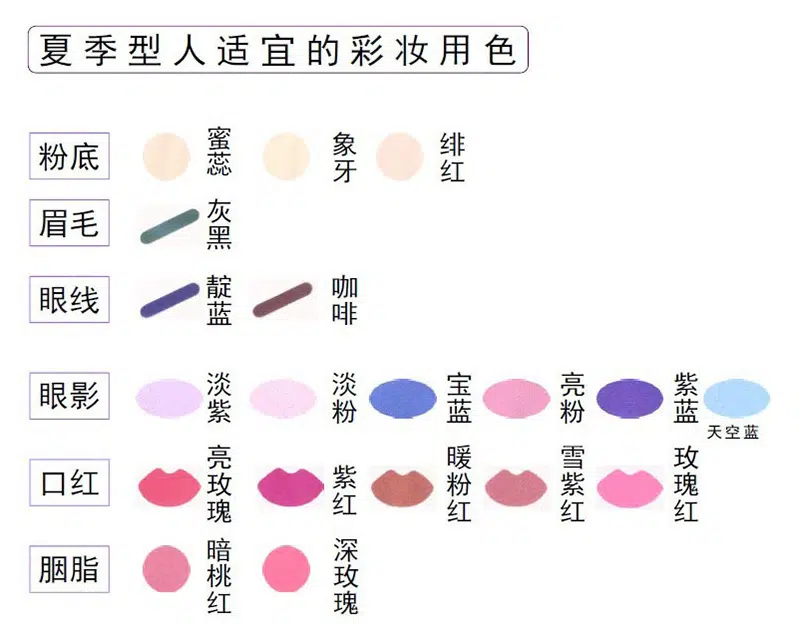 夏季型人适宜的彩妆用色
粉底 蜜蕊 象牙 绯红
眉毛 灰黑
眼线 靛蓝 咖啡
眼影 淡紫 淡粉 宝蓝 亮粉 紫蓝 天空蓝
口红 亮玫瑰 紫红 暖粉红 雪紫红 玫瑰红
胭脂 暗桃红 深玫瑰